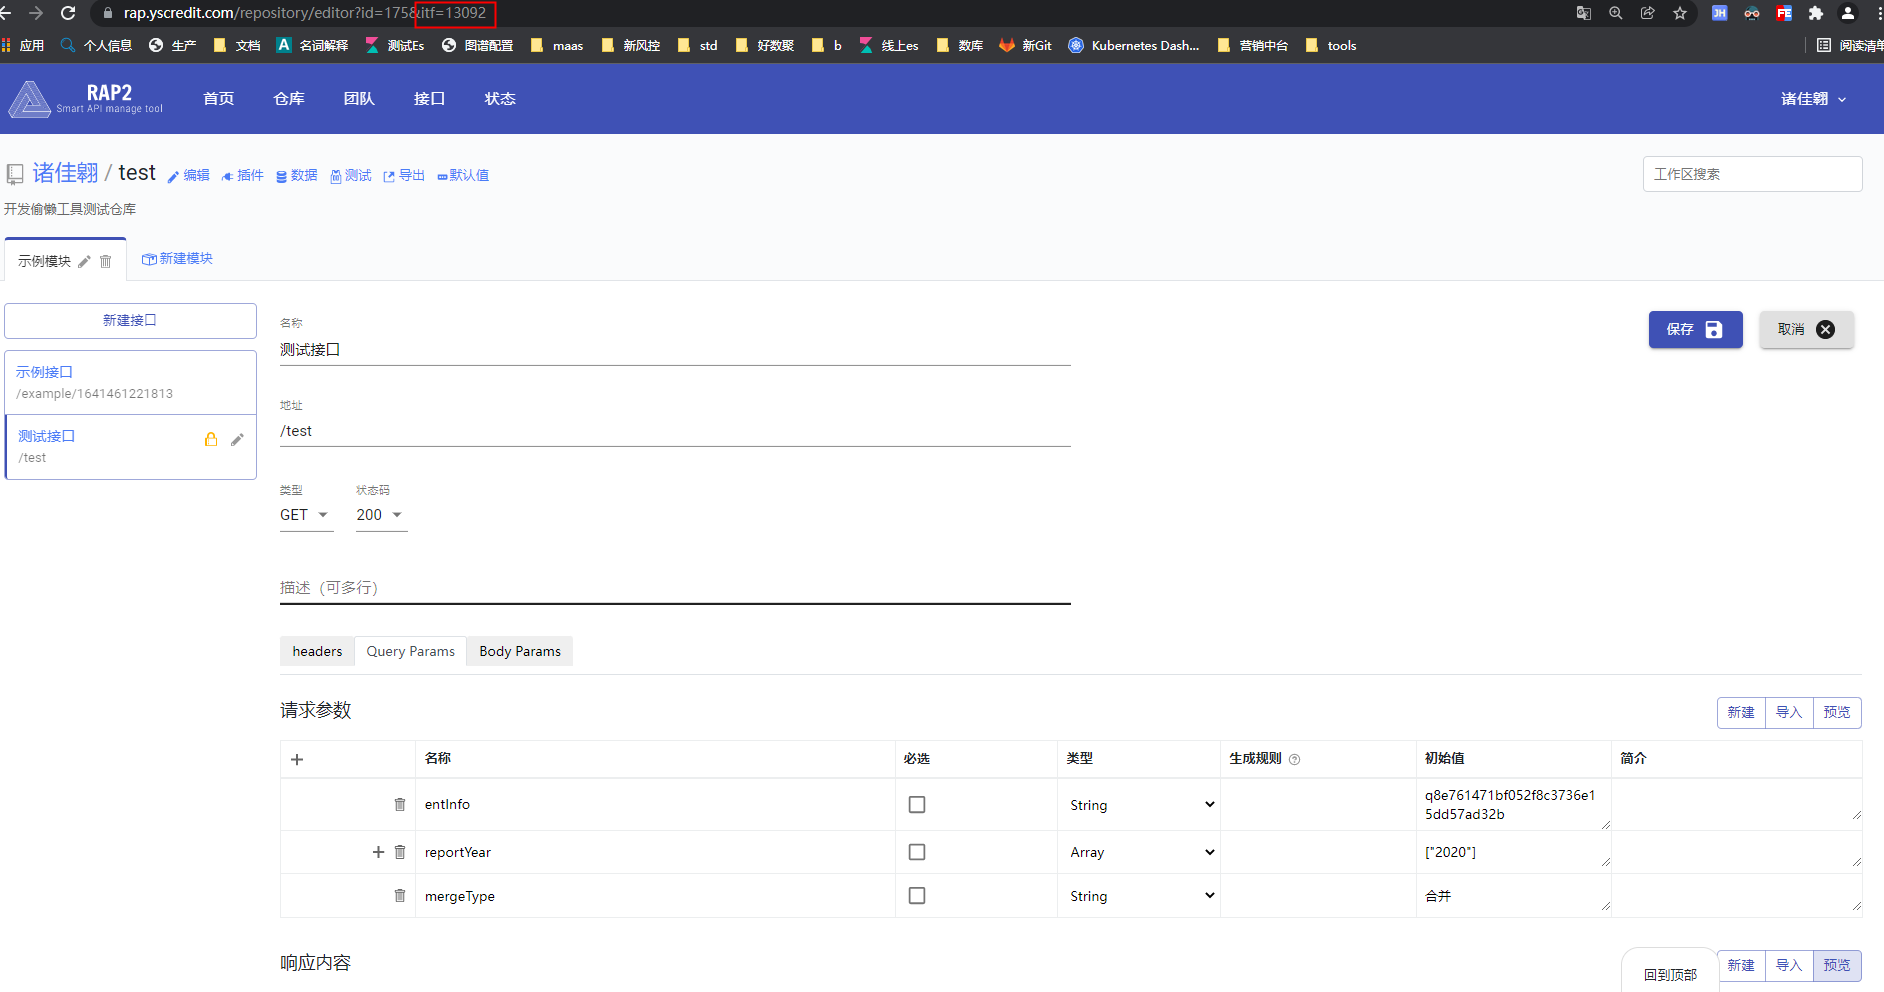 rap.yscredit.com/repository/editor?id=175&itf=13092
应用 个人信息 生产 文档 A 名词解释 测试Es 图谱配置 maas 新风控 std 好数聚 b 线上es 数库 新Git Kubernetes Dash... 营销中台 tools 阅读清单
RAP2
Smart API manage tool
首页 仓库 团队 接口 状态 诸佳翱
诸佳翱 / test 编辑 插件 数据 测试 导出 默认值
工作区搜索
开发偷懒工具测试仓库
示例模块 新建模块
新建接口
示例接口
/example/1641461221813
测试接口
/test
名称
测试接口
保存 取消
地址
/test
类型 状态码
GET 200
描述（可多行）
headers Query Params Body Params
请求参数
新建 导入 预览
名称 必选 类型 生成规则 初始值 简介
entInfo String q8e761471bf052f8c3736e1
5dd57ad32b
reportYear Array ["2020"]
mergeType String 合并
响应内容
回到顶部
新建 导入 预览